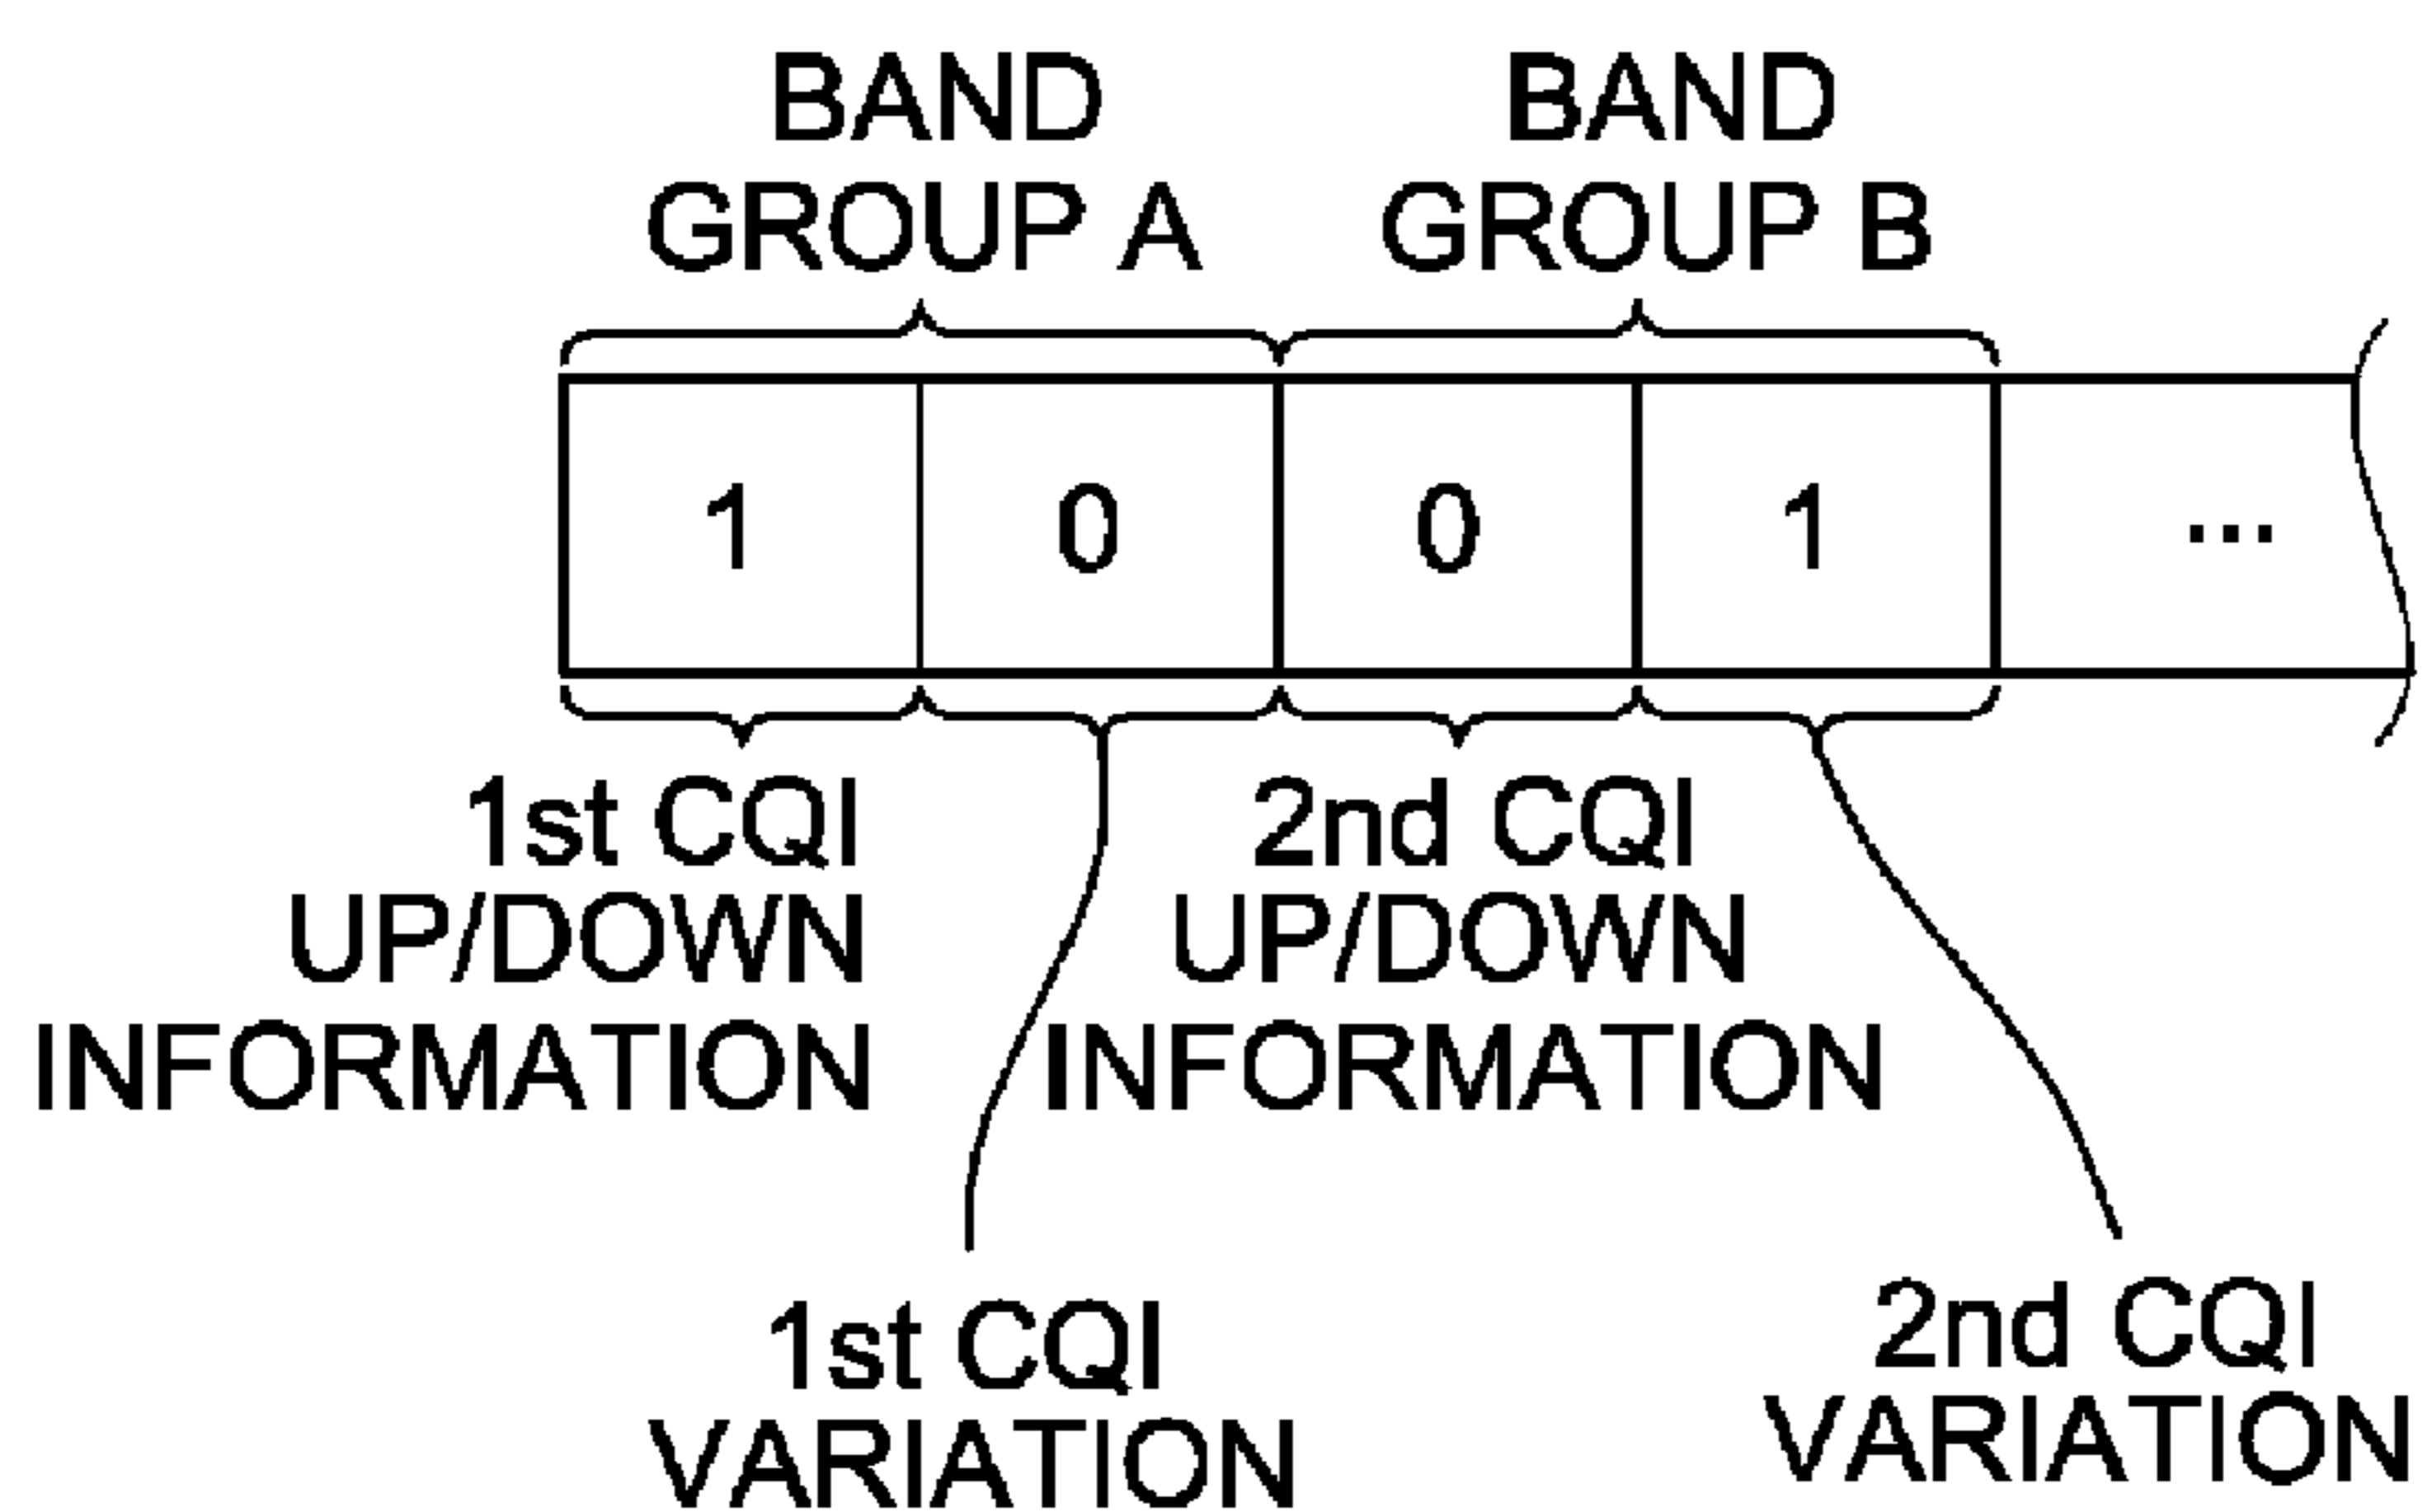 BAND
GROUP A
BAND
GROUP B
1
0
0
1
...
1st CQI
UP/DOWN
INFORMATION
2nd CQI
UP/DOWN
INFORMATION
1st CQI
VARIATION
2nd CQI
VARIATION